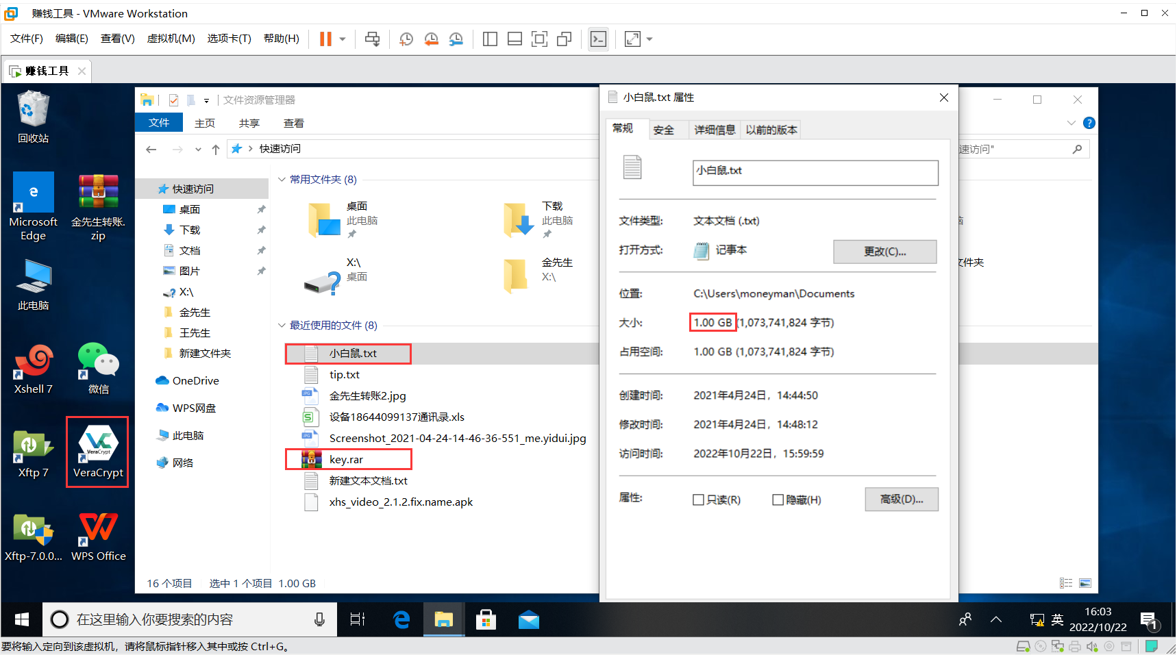 赚钱工具 - VMware Workstation
文件(F) 编辑(E) 查看(V) 虚拟机(M) 选项卡(T) 帮助(H)
赚钱工具
回收站
Microsoft Edge
金先生转账.zip
此电脑
Xshell 7
微信
Xftp 7
VeraCrypt
Xftp-7.0.0...
WPS Office
文件资源管理器
文件 主页 共享 查看
快速访问
速访问"
快速访问
桌面
下载
文档
图片
X:\
金先生
王先生
新建文件夹
OneDrive
WPS网盘
此电脑
网络
常用文件夹 (8)
桌面
此电脑
下载
此电脑
X:\
桌面
金先生
X:\
文件夹
最近使用的文件 (8)
小白鼠.txt
tip.txt
金先生转账2.jpg
设备18644099137通讯录.xls
Screenshot_2021-04-24-14-46-36-551_me.yidui.jpg
key.rar
新建文本文档.txt
xhs_video_2.1.2.fix.name.apk
16 个项目 选中 1 个项目 1.00 GB
小白鼠.txt 属性
常规 安全 详细信息 以前的版本
小白鼠.txt
文件类型: 文本文档 (.txt)
打开方式: 记事本 更改(C)...
位置: C:\Users\moneyman\Documents
大小: 1.00 GB (1,073,741,824 字节)
占用空间: 1.00 GB (1,073,741,824 字节)
创建时间: 2021年4月24日，14:44:50
修改时间: 2021年4月24日，14:48:12
访问时间: 2022年10月22日，15:59:59
属性: 只读(R) 隐藏(H) 高级(D)...
在这里输入你要搜索的内容
英
16:03
2022/10/22
1
要将输入定向到该虚拟机，请将鼠标指针移入其中或按 Ctrl+G。